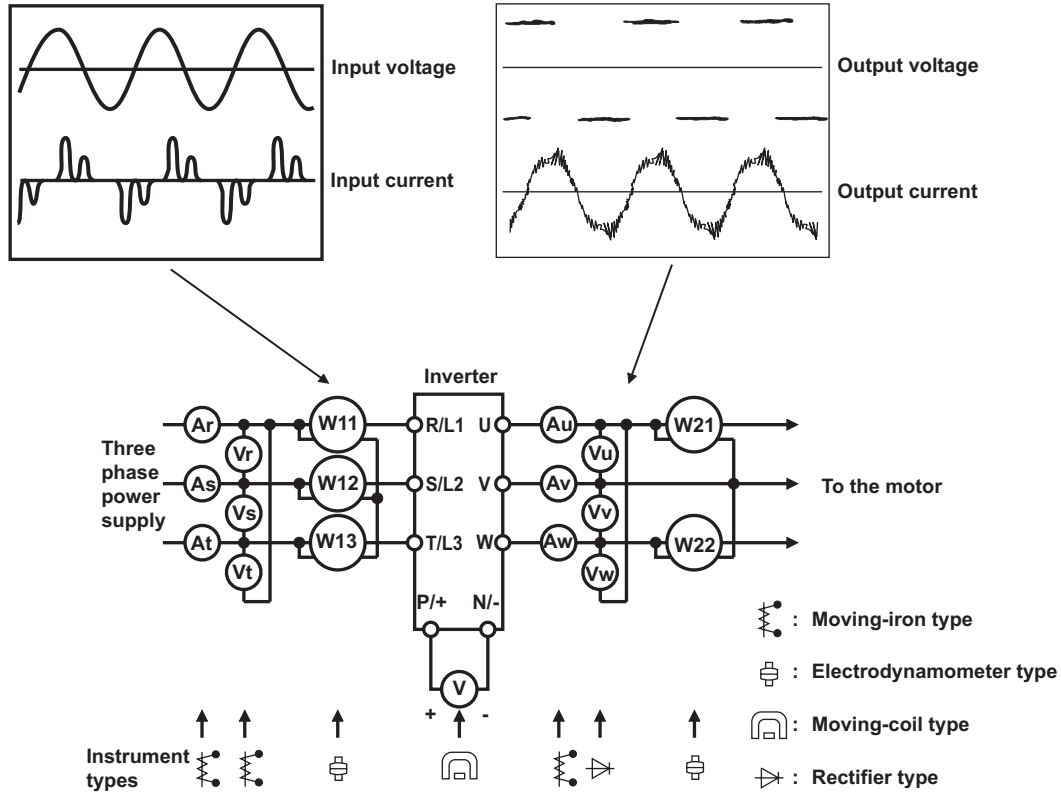 Input voltage
Input current
Output voltage
Output current
Inverter
Ar
W11
R/L1
U
Au
W21
Vr
Vu
Three
phase
power
supply
As
W12
S/L2
V
Av
To the motor
Vs
Vv
At
W13
T/L3
W
Aw
W22
Vt
Vw
P/+
N/-
V
+
-
Instrument
types
: Moving-iron type
: Electrodynamometer type
: Moving-coil type
: Rectifier type